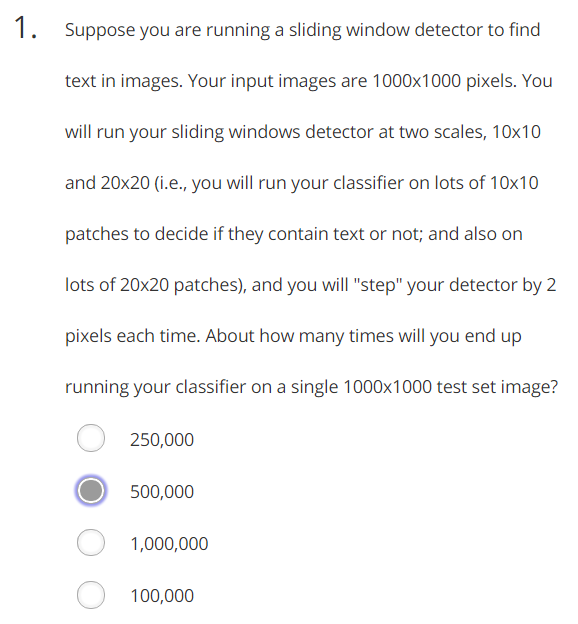 1. Suppose you are running a sliding window detector to find
text in images. Your input images are 1000x1000 pixels. You
will run your sliding windows detector at two scales, 10x10
and 20x20 (i.e., you will run your classifier on lots of 10x10
patches to decide if they contain text or not; and also on
lots of 20x20 patches), and you will "step" your detector by 2
pixels each time. About how many times will you end up
running your classifier on a single 1000x1000 test set image?
250,000
500,000
1,000,000
100,000